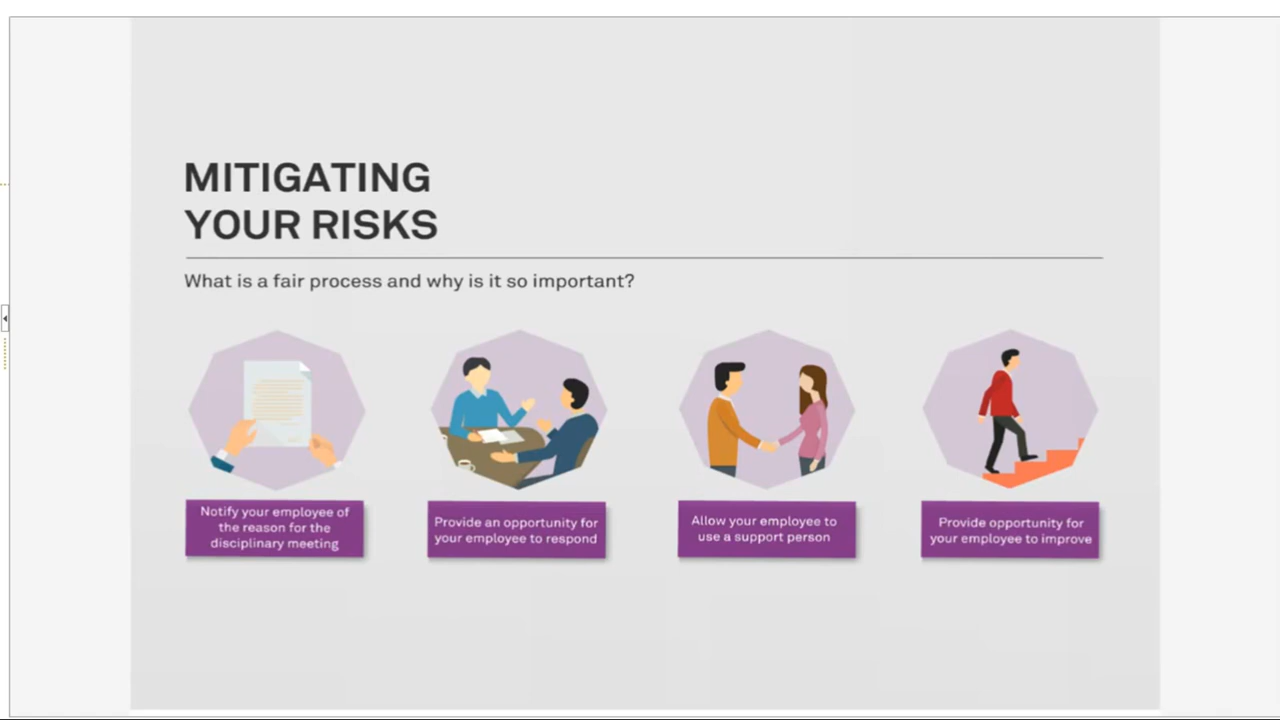 MITIGATING
YOUR RISKS
What is a fair process and why is it so important?
Notify your employee of
the reason for the
disciplinary meeting
Provide an opportunity for
your employee to respond
Allow your employee to
use a support person
Provide opportunity for
your employee to improve